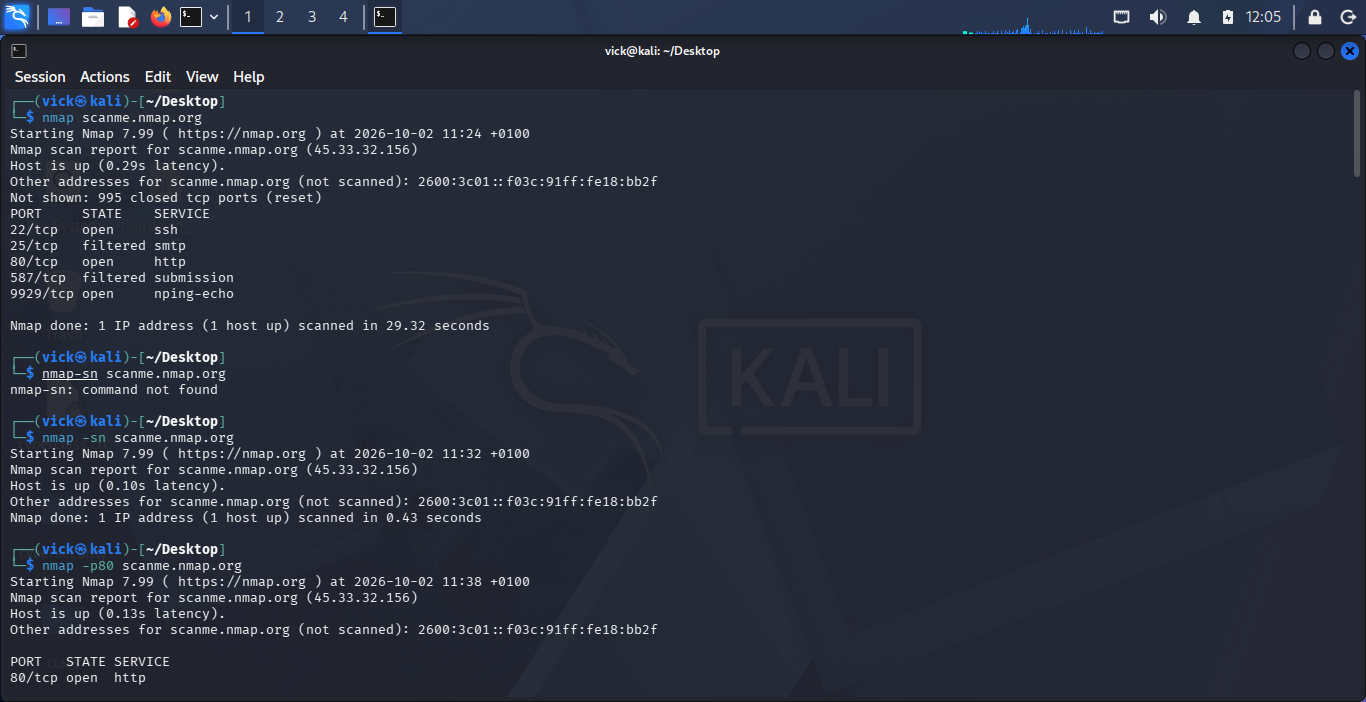 1 2 3 4 12:05
vick@kali: ~/Desktop
Session Actions Edit View Help
┌──(vick㉿kali)-[~/Desktop]
└─$ nmap scanme.nmap.org
Starting Nmap 7.99 ( https://nmap.org ) at 2026-10-02 11:24 +0100
Nmap scan report for scanme.nmap.org (45.33.32.156)
Host is up (0.29s latency).
Other addresses for scanme.nmap.org (not scanned): 2600:3c01::f03c:91ff:fe18:bb2f
Not shown: 995 closed tcp ports (reset)
PORT     STATE    SERVICE
22/tcp   open     ssh
25/tcp   filtered smtp
80/tcp   open     http
587/tcp  filtered submission
9929/tcp open     nping-echo
Nmap done: 1 IP address (1 host up) scanned in 29.32 seconds
┌──(vick㉿kali)-[~/Desktop]
└─$ nmap-sn scanme.nmap.org
nmap-sn: command not found
┌──(vick㉿kali)-[~/Desktop]
└─$ nmap -sn scanme.nmap.org
Starting Nmap 7.99 ( https://nmap.org ) at 2026-10-02 11:32 +0100
Nmap scan report for scanme.nmap.org (45.33.32.156)
Host is up (0.10s latency).
Other addresses for scanme.nmap.org (not scanned): 2600:3c01::f03c:91ff:fe18:bb2f
Nmap done: 1 IP address (1 host up) scanned in 0.43 seconds
┌──(vick㉿kali)-[~/Desktop]
└─$ nmap -p80 scanme.nmap.org
Starting Nmap 7.99 ( https://nmap.org ) at 2026-10-02 11:38 +0100
Nmap scan report for scanme.nmap.org (45.33.32.156)
Host is up (0.13s latency).
Other addresses for scanme.nmap.org (not scanned): 2600:3c01::f03c:91ff:fe18:bb2f
PORT   STATE SERVICE
80/tcp open  http
KALI